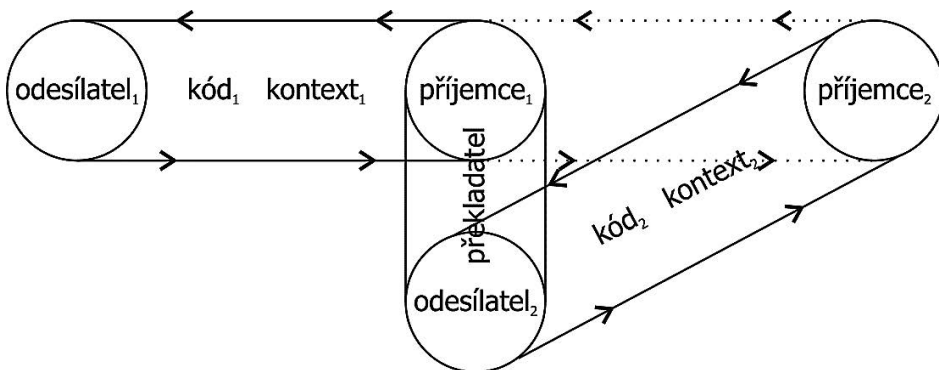 odesílatel₁ kód₁ kontext₁ příjemce₁ příjemce₂
překladatel
kód₂ kontext₂
odesílatel₂